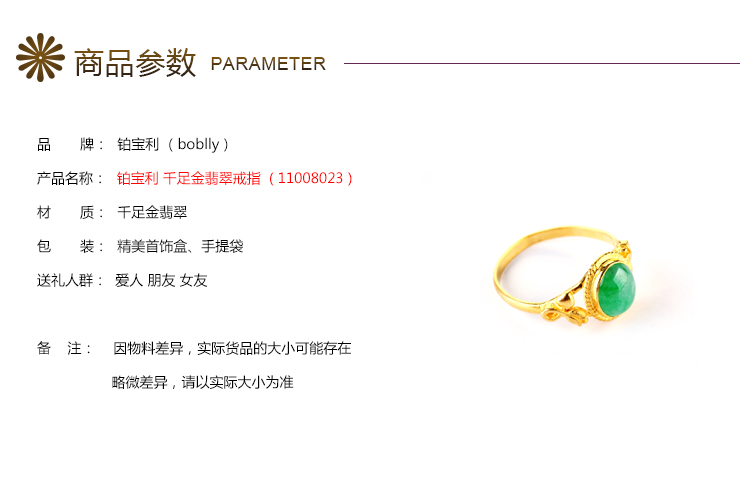 商品参数 PARAMETER
品 牌： 铂宝利（boblly）
产品名称： 铂宝利 千足金翡翠戒指（11008023）
材 质： 千足金翡翠
包 装： 精美首饰盒、手提袋
送礼人群： 爱人 朋友 女友
备 注： 因物料差异，实际货品的大小可能存在
略微差异，请以实际大小为准